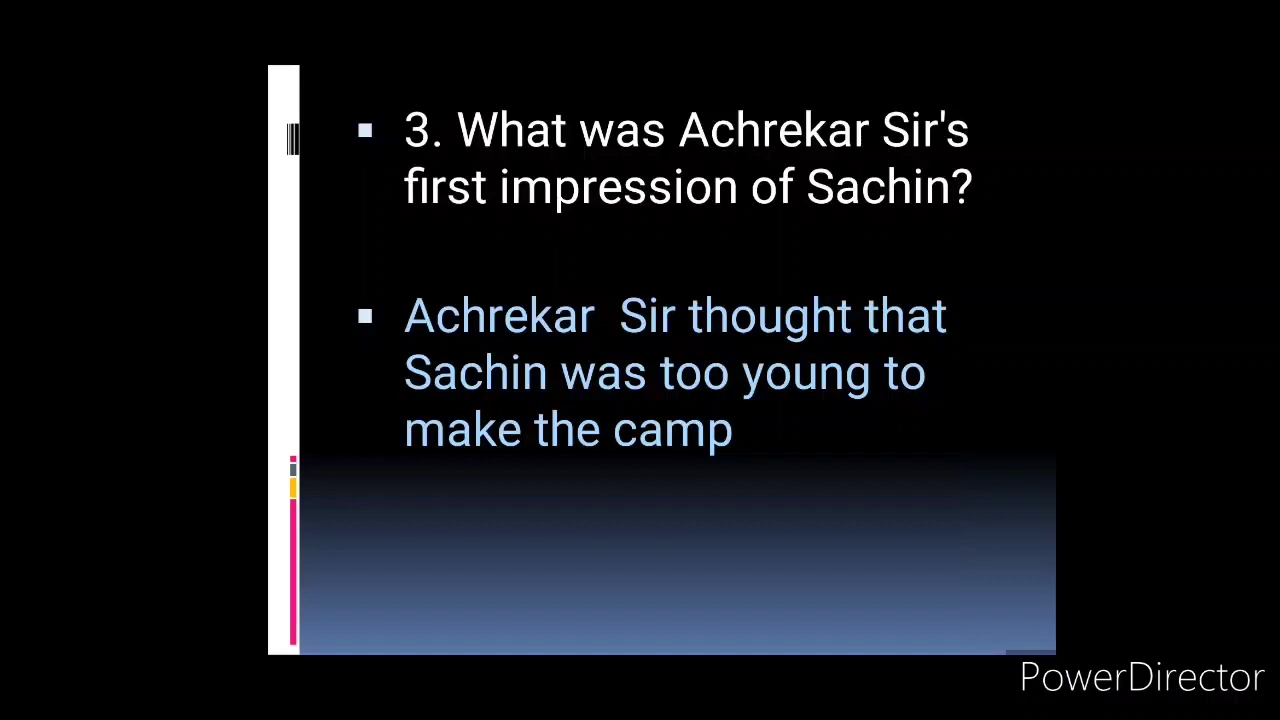 3. What was Achrekar Sir's
first impression of Sachin?
Achrekar Sir thought that
Sachin was too young to
make the camp
PowerDirector